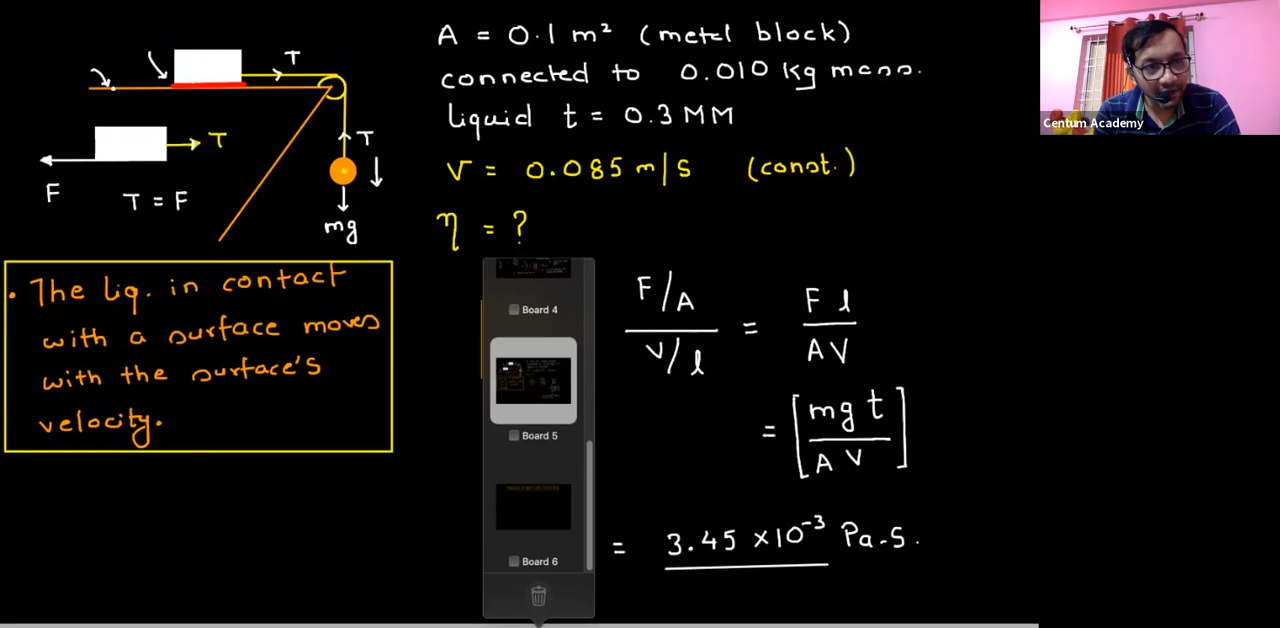 A = 0.1 m² (metal block)
connected to 0.010 kg mass.
liquid t = 0.3 MM
v = 0.085 m/s (const.)
η = ?
T
T
T
F
T = F
mg
• The liq. in contact
with a surface moves
with the surface's
velocity.
F/A
V/l
=
F l
AV
=
[mg t
A V]
= 3.45 ×10⁻³ Pa-S.
Board 4
Board 5
Board 6
Centum Academy